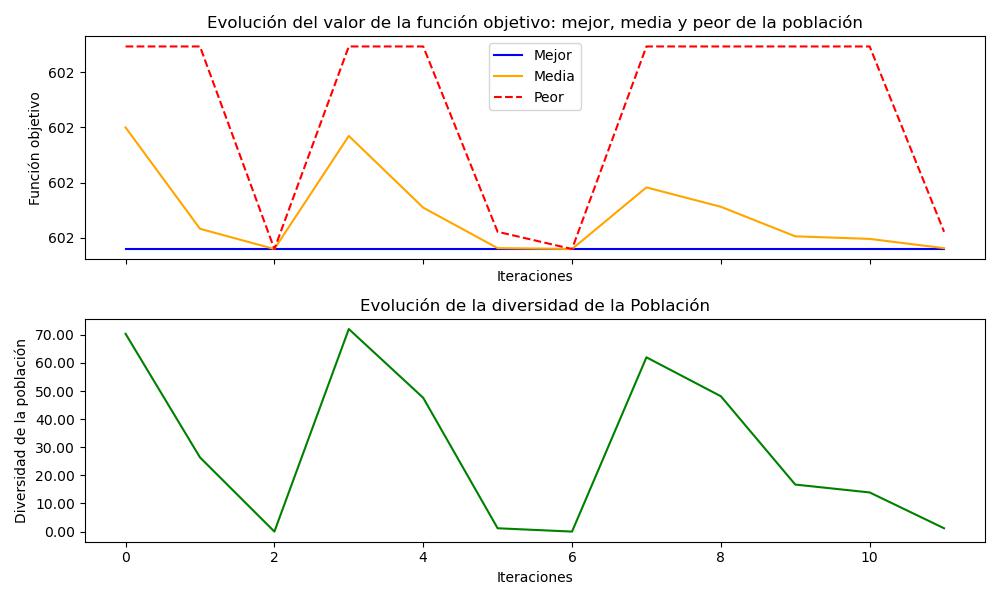 Evolución del valor de la función objetivo: mejor, media y peor de la población
Función objetivo
602
602
602
602
Mejor
Media
Peor
Iteraciones
Evolución de la diversidad de la Población
Diversidad de la población
70.00
60.00
50.00
40.00
30.00
20.00
10.00
0.00
0 2 4 6 8 10
Iteraciones